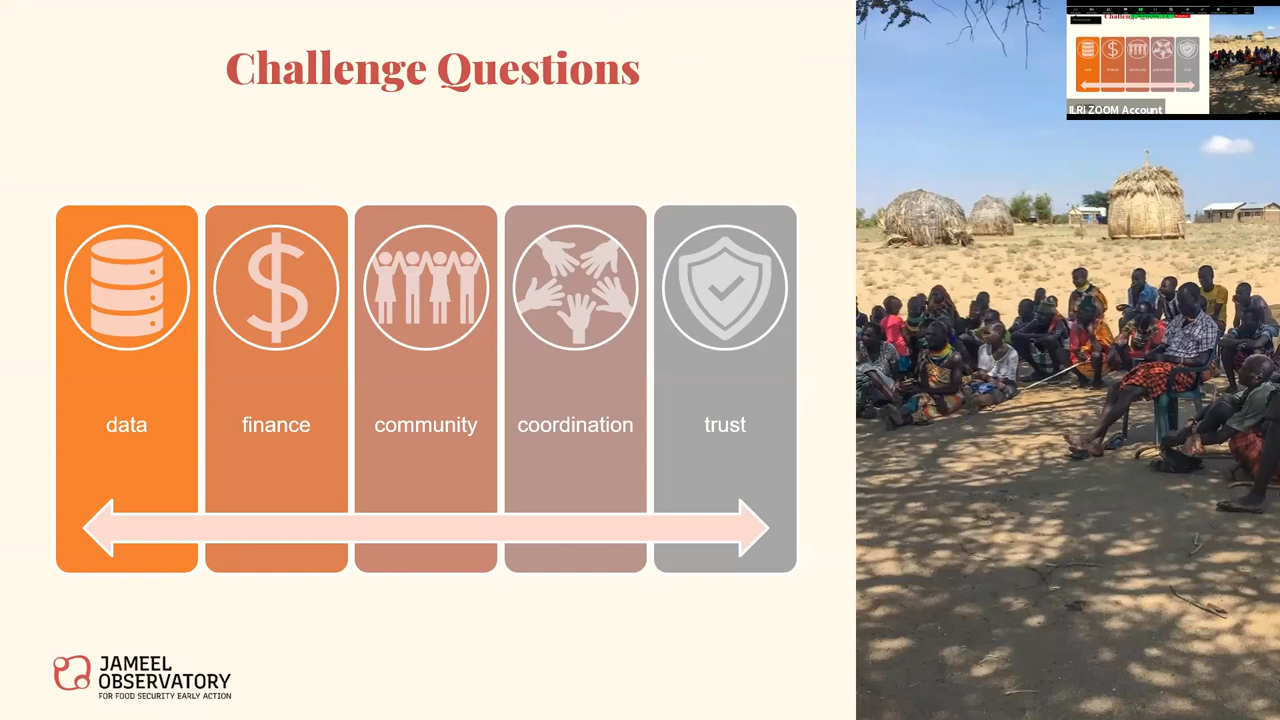 Challenge Questions
ILRI ZOOM Account
data
finance
community
coordination
trust
JAMEEL
OBSERVATORY
FOR FOOD SECURITY EARLY ACTION